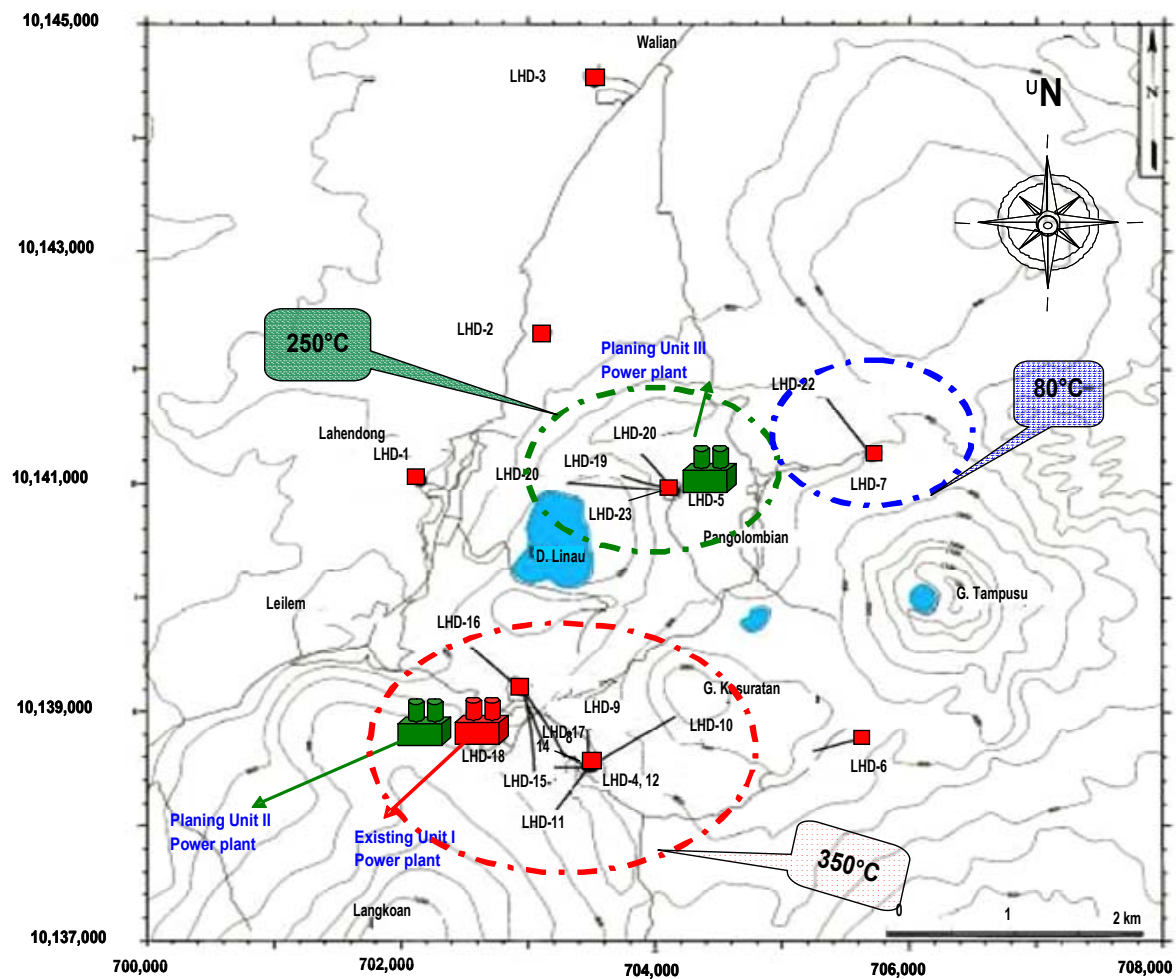 10,145,000
Walian
LHD-3
N
UN
10,143,000
LHD-2
250°C
Planing Unit III
Power plant
LHD-22
80°C
Lahendong
LHD-1
LHD-20
LHD-19
LHD-20
10,141,000
LHD-7
LHD-5
LHD-23
Pangolombian
D. Linau
G. Tampusu
Leilem
LHD-16
G. Kasuratan
10,139,000
LHD-9
LHD-10
LHD-17
8
14
LHD-18
LHD-6
LHD-15-
LHD-4, 12
LHD-11
Planing Unit II
Power plant
Existing Unit I
Power plant
350°C
Langkoan
0
1
2 km
10,137,000
700,000
702,000
704,000
706,000
708,000